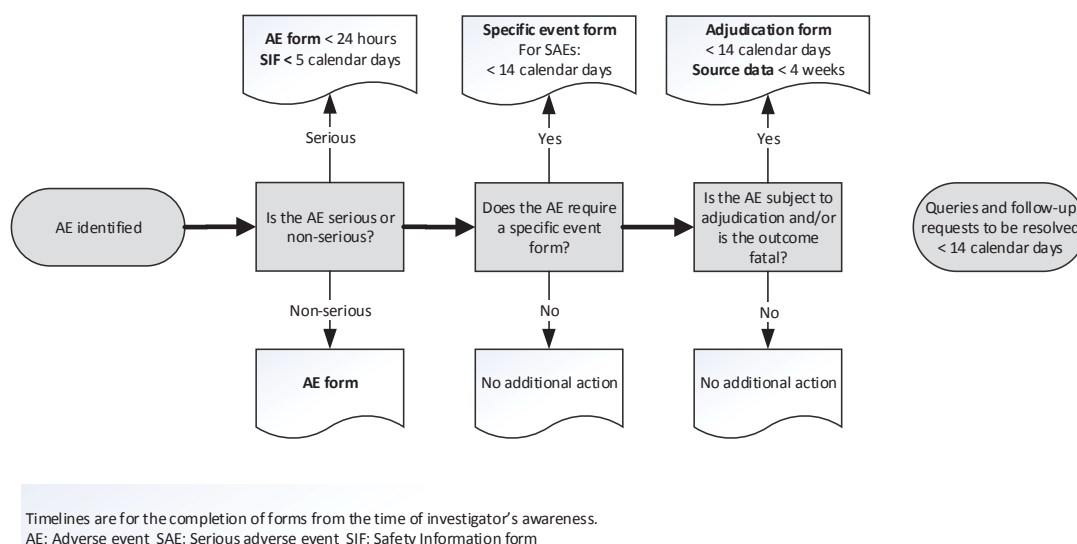 AE form < 24 hours
SIF < 5 calendar days
Specific event form
For SAEs:
< 14 calendar days
Adjudication form
< 14 calendar days
Source data < 4 weeks
Serious
Yes
Yes
AE identified
Is the AE serious or
non-serious?
Does the AE require
a specific event
form?
Is the AE subject to
adjudication and/or
is the outcome
fatal?
Queries and follow-up
requests to be resolved
< 14 calendar days
Non-serious
No
No
AE form
No additional action
No additional action
Timelines are for the completion of forms from the time of investigator's awareness.
AE: Adverse event SAE: Serious adverse event SIF: Safety Information form